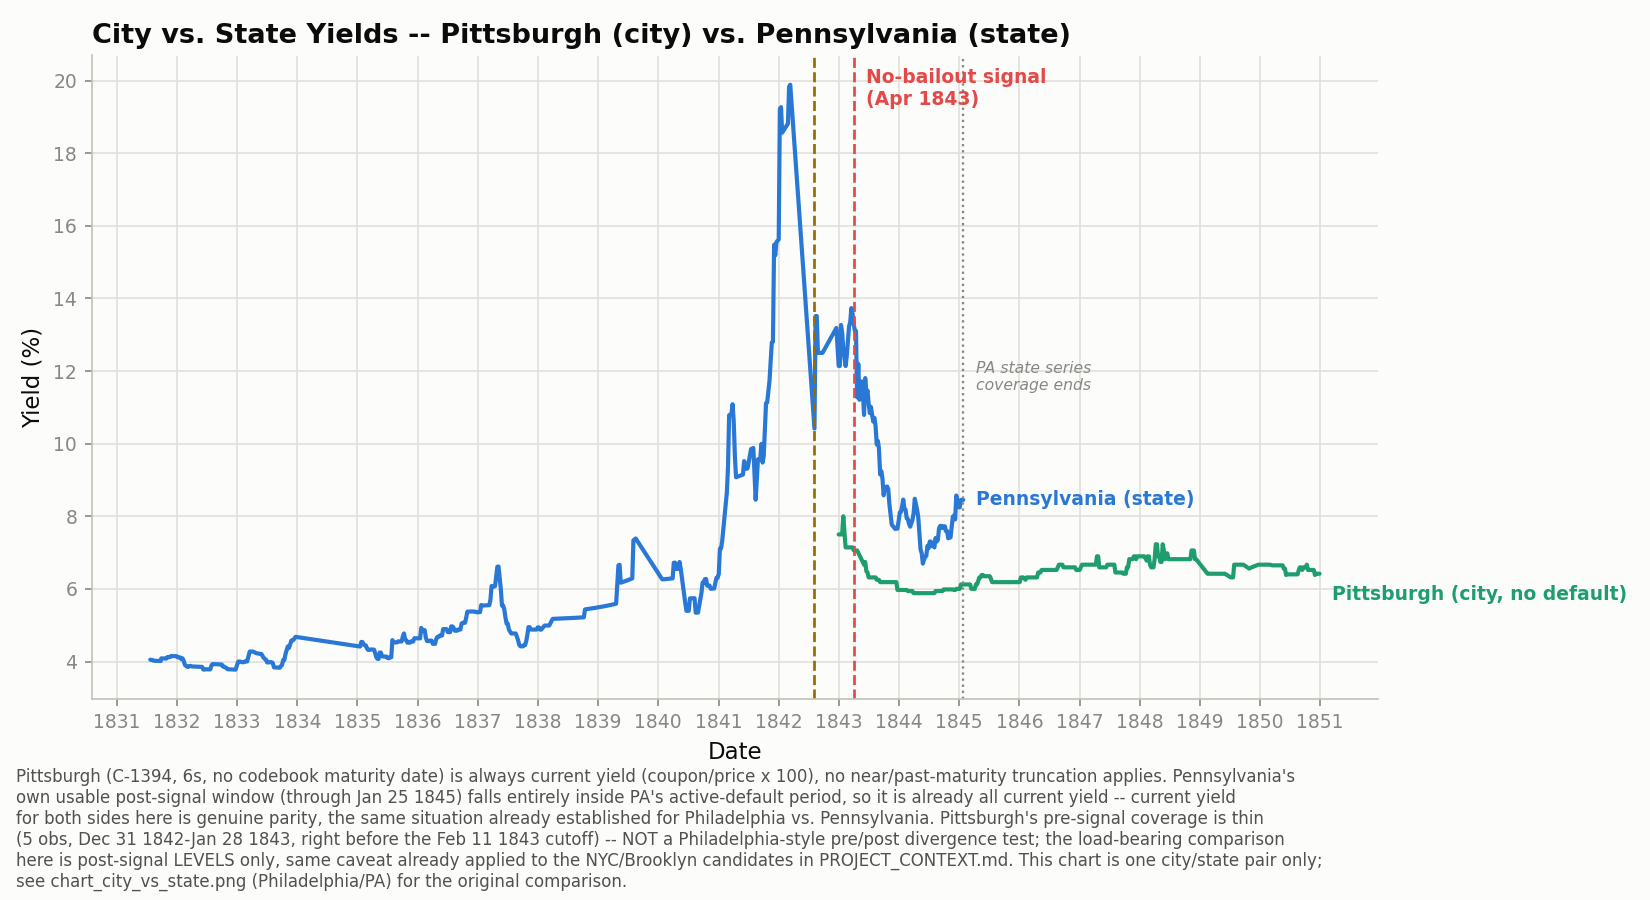 City vs. State Yields -- Pittsburgh (city) vs. Pennsylvania (state)
No-bailout signal
(Apr 1843)
20
18
16
14
12
10
8
6
4
Yield (%)
PA state series
coverage ends
Pennsylvania (state)
Pittsburgh (city, no default)
1831 1832 1833 1834 1835 1836 1837 1838 1839 1840 1841 1842 1843 1844 1845 1846 1847 1848 1849 1850 1851
Date
Pittsburgh (C-1394, 6s, no codebook maturity date) is always current yield (coupon/price x 100), no near/past-maturity truncation applies. Pennsylvania's
own usable post-signal window (through Jan 25 1845) falls entirely inside PA's active-default period, so it is already all current yield -- current yield
for both sides here is genuine parity, the same situation already established for Philadelphia vs. Pennsylvania. Pittsburgh's pre-signal coverage is thin
(5 obs, Dec 31 1842-Jan 28 1843, right before the Feb 11 1843 cutoff) -- NOT a Philadelphia-style pre/post divergence test; the load-bearing comparison
here is post-signal LEVELS only, same caveat already applied to the NYC/Brooklyn candidates in PROJECT_CONTEXT.md. This chart is one city/state pair only;
see chart_city_vs_state.png (Philadelphia/PA) for the original comparison.